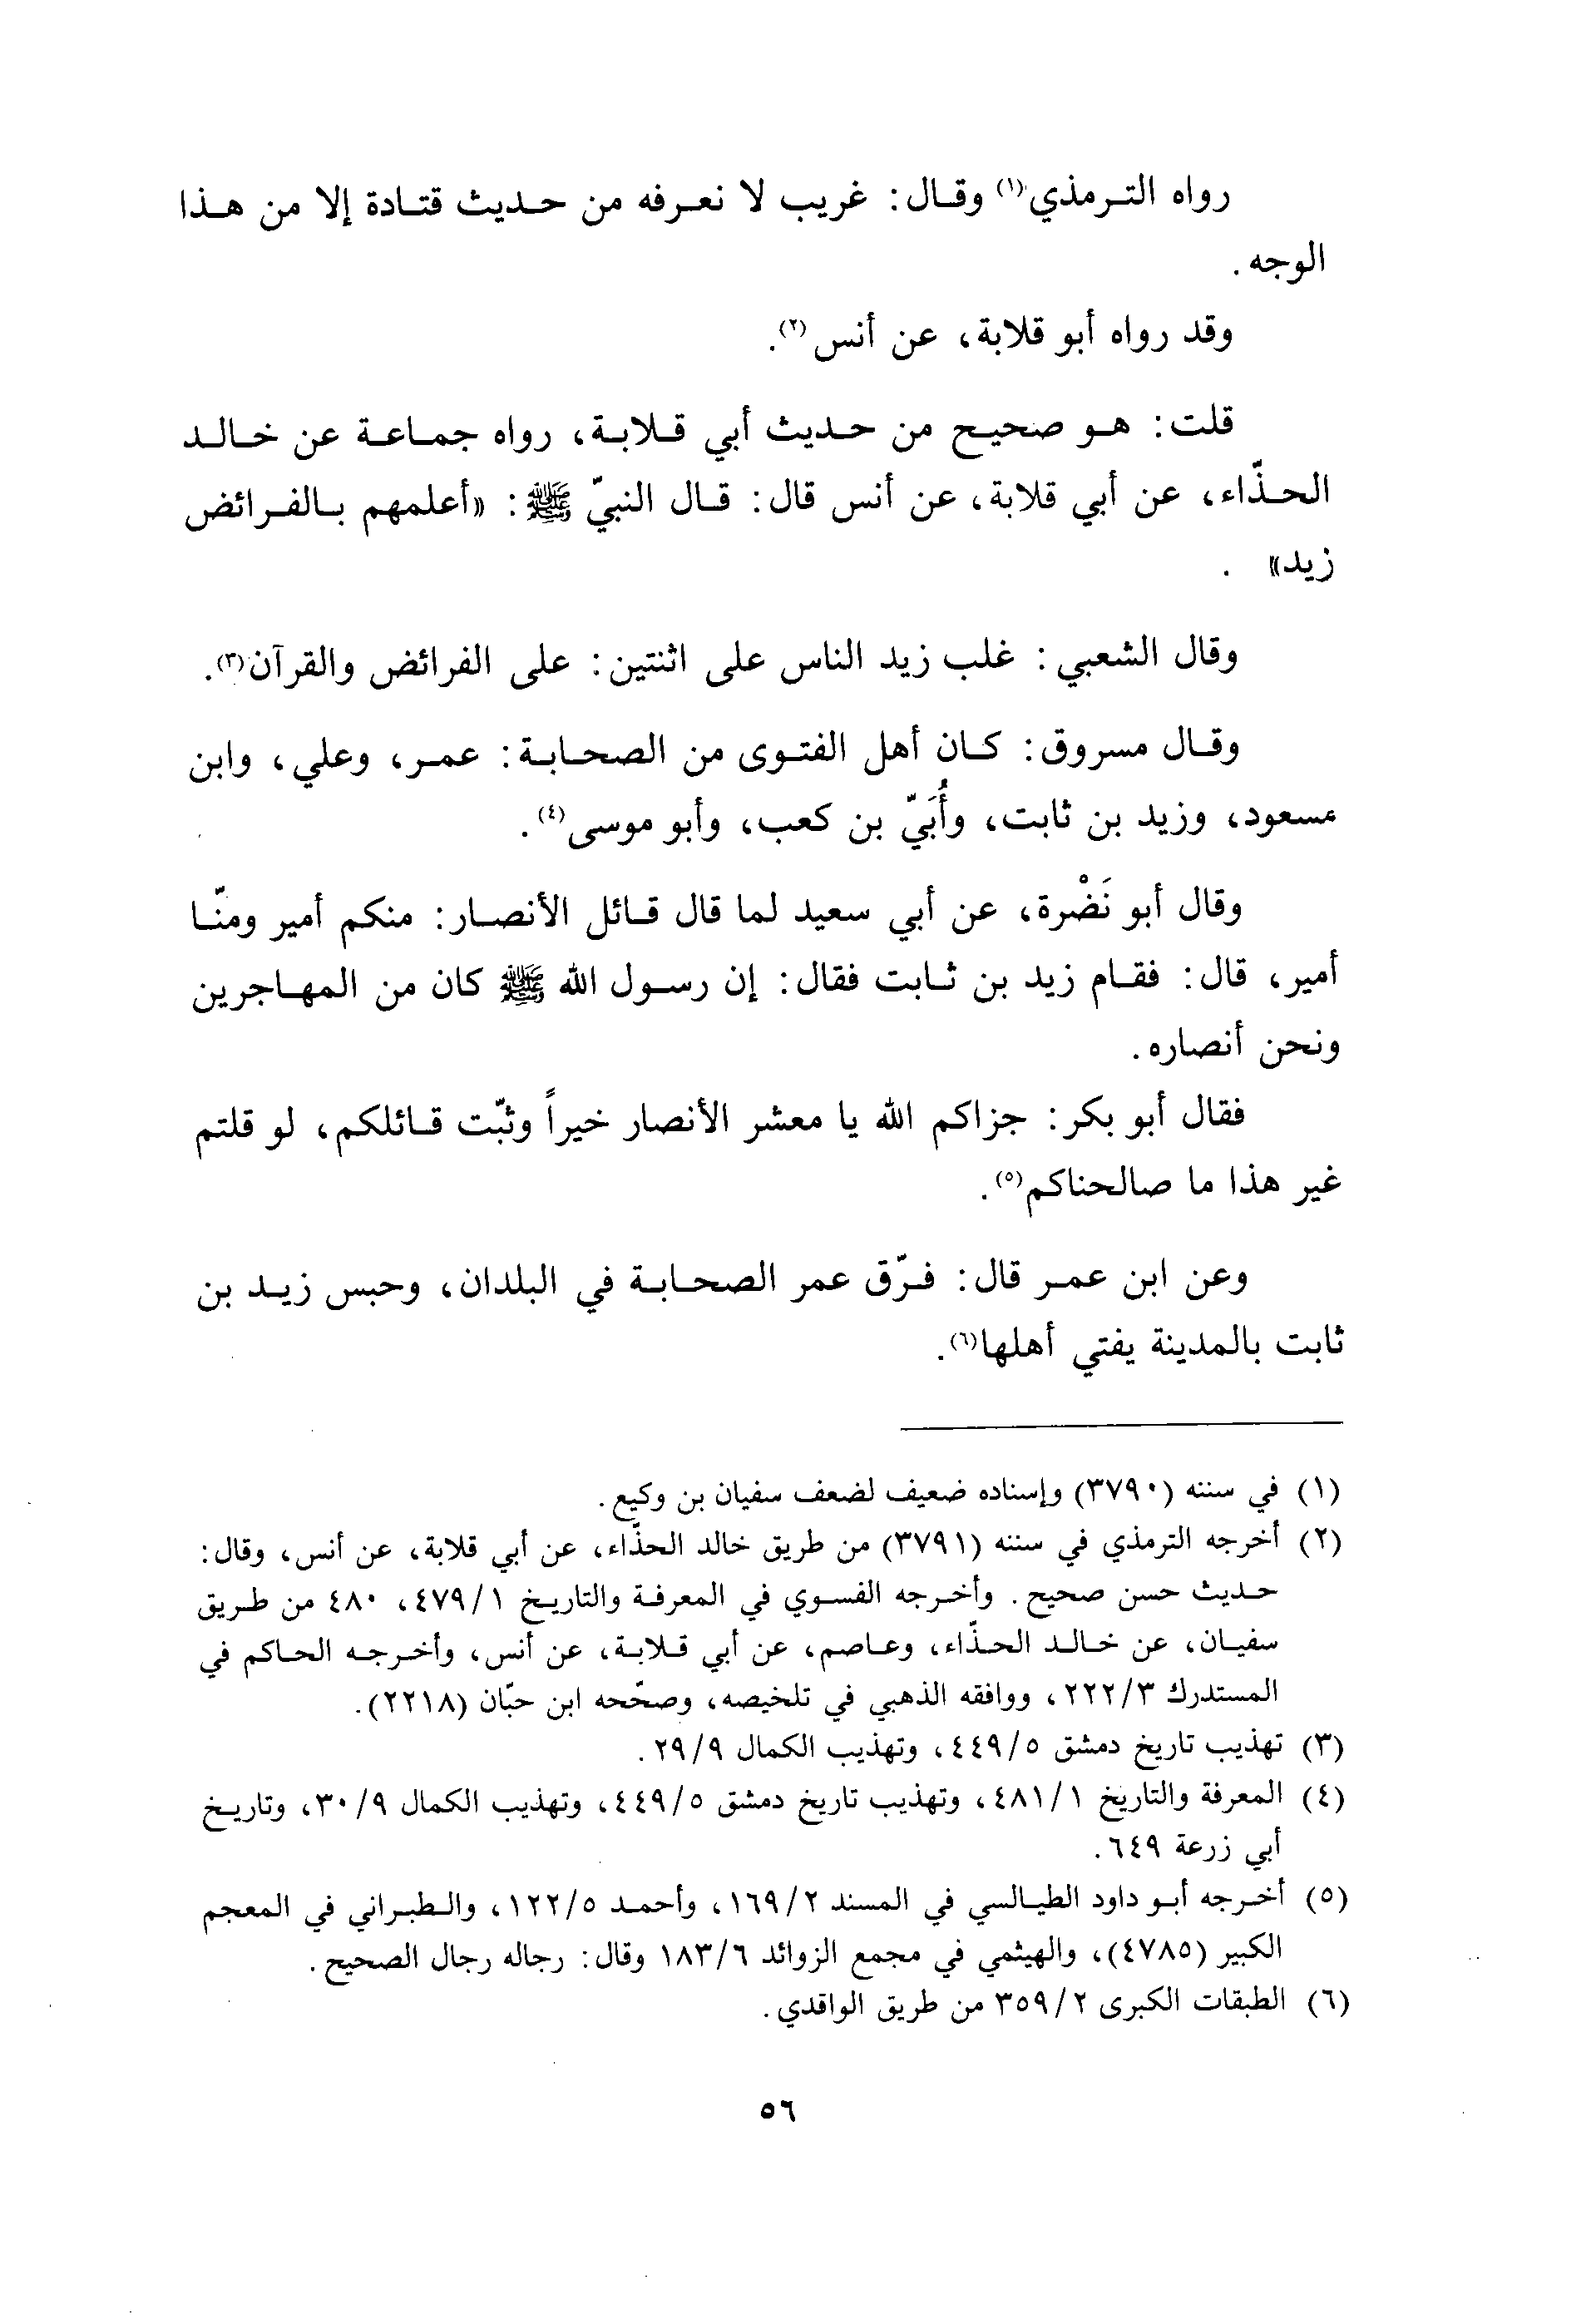 رواه الترمذي(١) وقال: غريب لا نعرفه من حديث قتادة إلا من هذا
الوجه.
وقد رواه أبو قلابة، عن أنس(٢).
قلت: هو صحيح من حديث أبي قلابة، رواه جماعة عن خالد
الحذّاء، عن أبي قلابة، عن أنس قال: قال النبيّ ﷺ: «أعلمهم بالفرائض
زيد» .
وقال الشعبي: غلب زيد الناس على اثنتين: على الفرائض والقرآن(٣).
وقال مسروق: كان أهل الفتوى من الصحابة: عمر، وعلي، وابن
مسعود، وزيد بن ثابت، وأُبَيّ بن كعب، وأبو موسى(٤).
وقال أبو نَضْرة، عن أبي سعيد لما قال قائل الأنصار: منكم أمير ومنّا
أمير، قال: فقام زيد بن ثابت فقال: إن رسول الله ﷺ كان من المهاجرين
ونحن أنصاره.
فقال أبو بكر: جزاكم الله يا معشر الأنصار خيراً وثبّت قائلكم، لو قلتم
غير هذا ما صالحناكم(٥).
وعن ابن عمر قال: فرّق عمر الصحابة في البلدان، وحبس زيد بن
ثابت بالمدينة يفتي أهلها(٦).
(١) في سننه (٣٧٩٠) وإسناده ضعيف لضعف سفيان بن وكيع.
(٢) أخرجه الترمذي في سننه (٣٧٩١) من طريق خالد الحذّاء، عن أبي قلابة، عن أنس، وقال:
حديث حسن صحيح. وأخرجه الفسوي في المعرفة والتاريخ ٤٧٩/١، ٤٨٠ من طريق
سفيان، عن خالد الحذّاء، وعاصم، عن أبي قلابة، عن أنس، وأخرجه الحاكم في
المستدرك ٢٢٢/٣، ووافقه الذهبي في تلخيصه، وصحّحه ابن حبّان (٢٢١٨).
(٣) تهذيب تاريخ دمشق ٤٤٩/٥، وتهذيب الكمال ٢٩/٩.
(٤) المعرفة والتاريخ ٤٨١/١، وتهذيب تاريخ دمشق ٤٤٩/٥، وتهذيب الكمال ٣٠/٩، وتاريخ
أبي زرعة ٦٤٩.
(٥) أخرجه أبو داود الطيالسي في المسند ١٦٩/٢، وأحمد ١٢٢/٥، والطبراني في المعجم
الكبير (٤٧٨٥)، والهيثمي في مجمع الزوائد ١٨٣/٦ وقال: رجاله رجال الصحيح.
(٦) الطبقات الكبرى ٣٥٩/٢ من طريق الواقدي.
٥٦